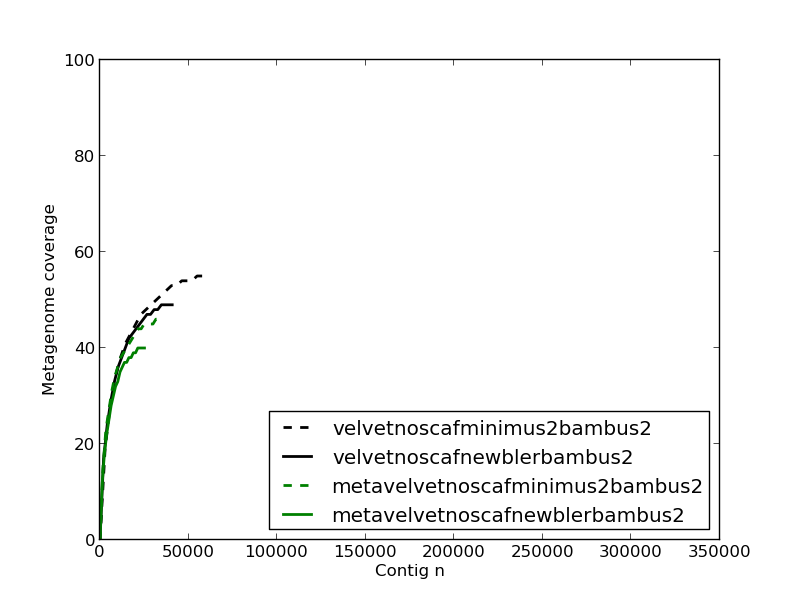 100
80
60
40
20
0
Metagenome coverage
velvetnoscafminimus2bambus2
velvetnoscafnewblerbambus2
metavelvetnoscafminimus2bambus2
metavelvetnoscafnewblerbambus2
0 50000 100000 150000 200000 250000 300000 350000
Contig n